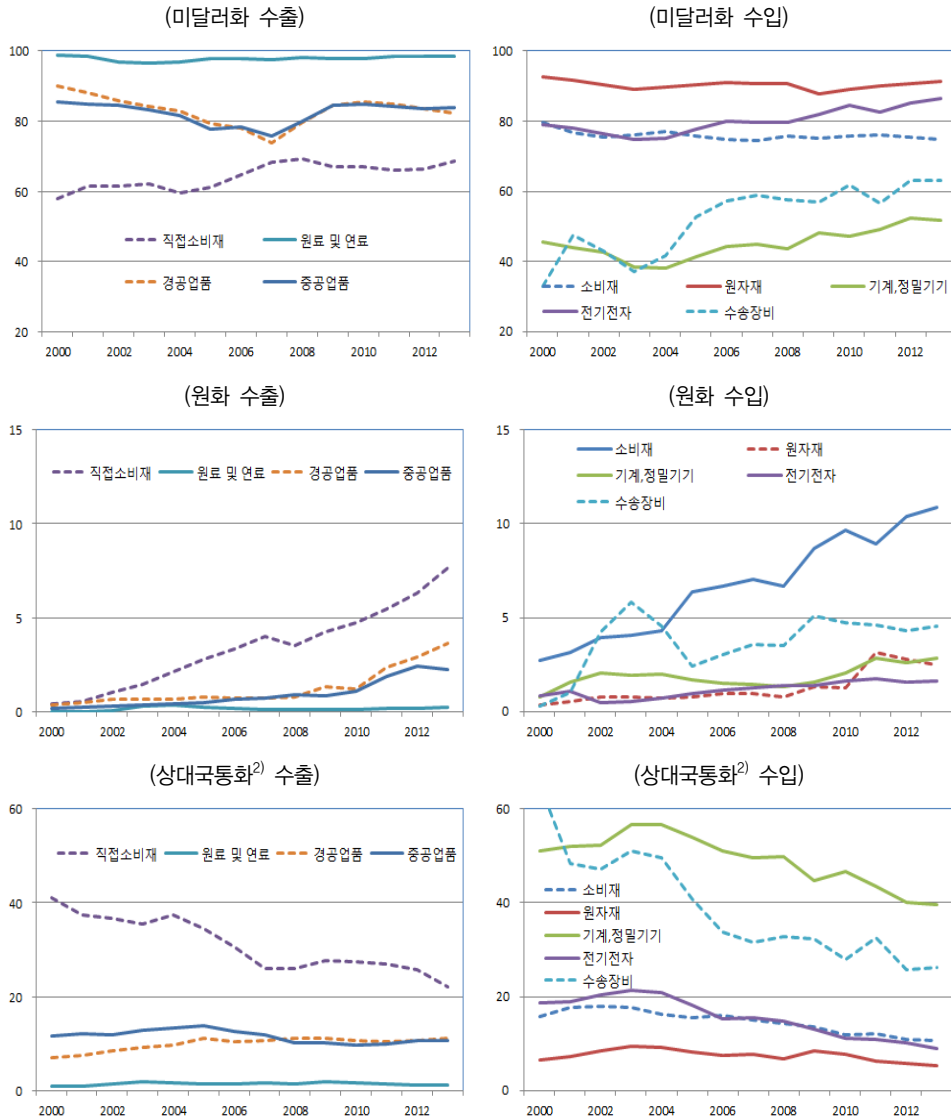 (미달러화 수출)
100
80
60
40
20
직접소비재 원료 및 연료
경공업품 중공업품
2000 2002 2004 2006 2008 2010 2012
(미달러화 수입)
100
80
60
40
20
소비재 원자재 기계,정밀기기
전기전자 수송장비
2000 2002 2004 2006 2008 2010 2012
(원화 수출)
15
10
5
0
직접소비재 원료 및 연료 경공업품 중공업품
2000 2002 2004 2006 2008 2010 2012
(원화 수입)
15
10
5
0
소비재 원자재
기계,정밀기기 전기전자
수송장비
2000 2002 2004 2006 2008 2010 2012
(상대국통화2) 수출)
60
40
20
0
직접소비재 원료 및 연료 경공업품 중공업품
2000 2002 2004 2006 2008 2010 2012
(상대국통화2) 수입)
60
40
20
0
소비재
원자재
기계,정밀기기
전기전자
수송장비
2000 2002 2004 2006 2008 2010 2012